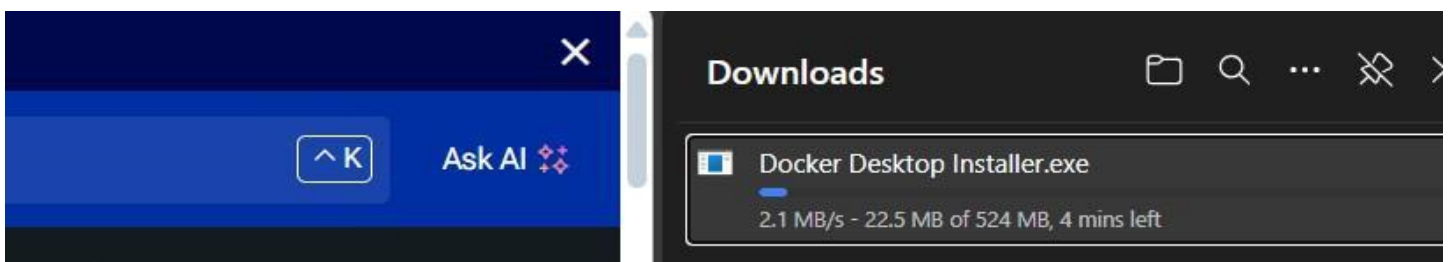 ^ K
Ask AI
Downloads
Docker Desktop Installer.exe
2.1 MB/s - 22.5 MB of 524 MB, 4 mins left